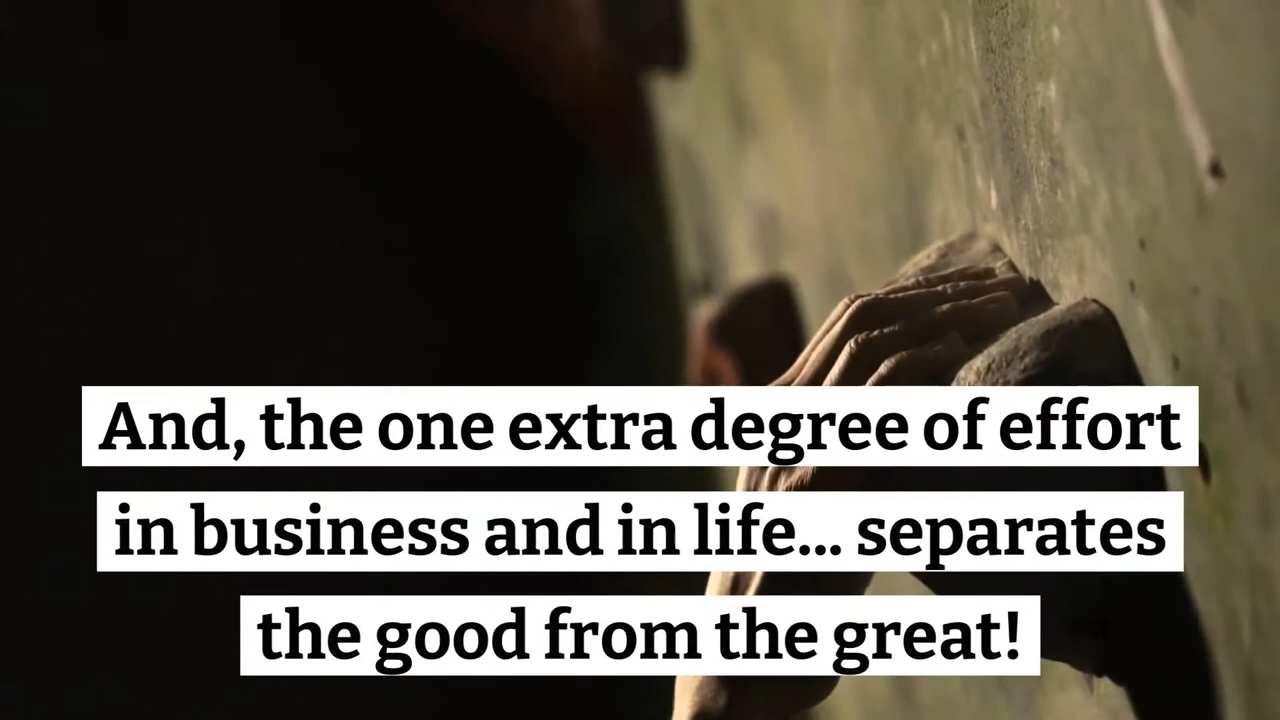 And, the one extra degree of effort
in business and in life... separates
the good from the great!